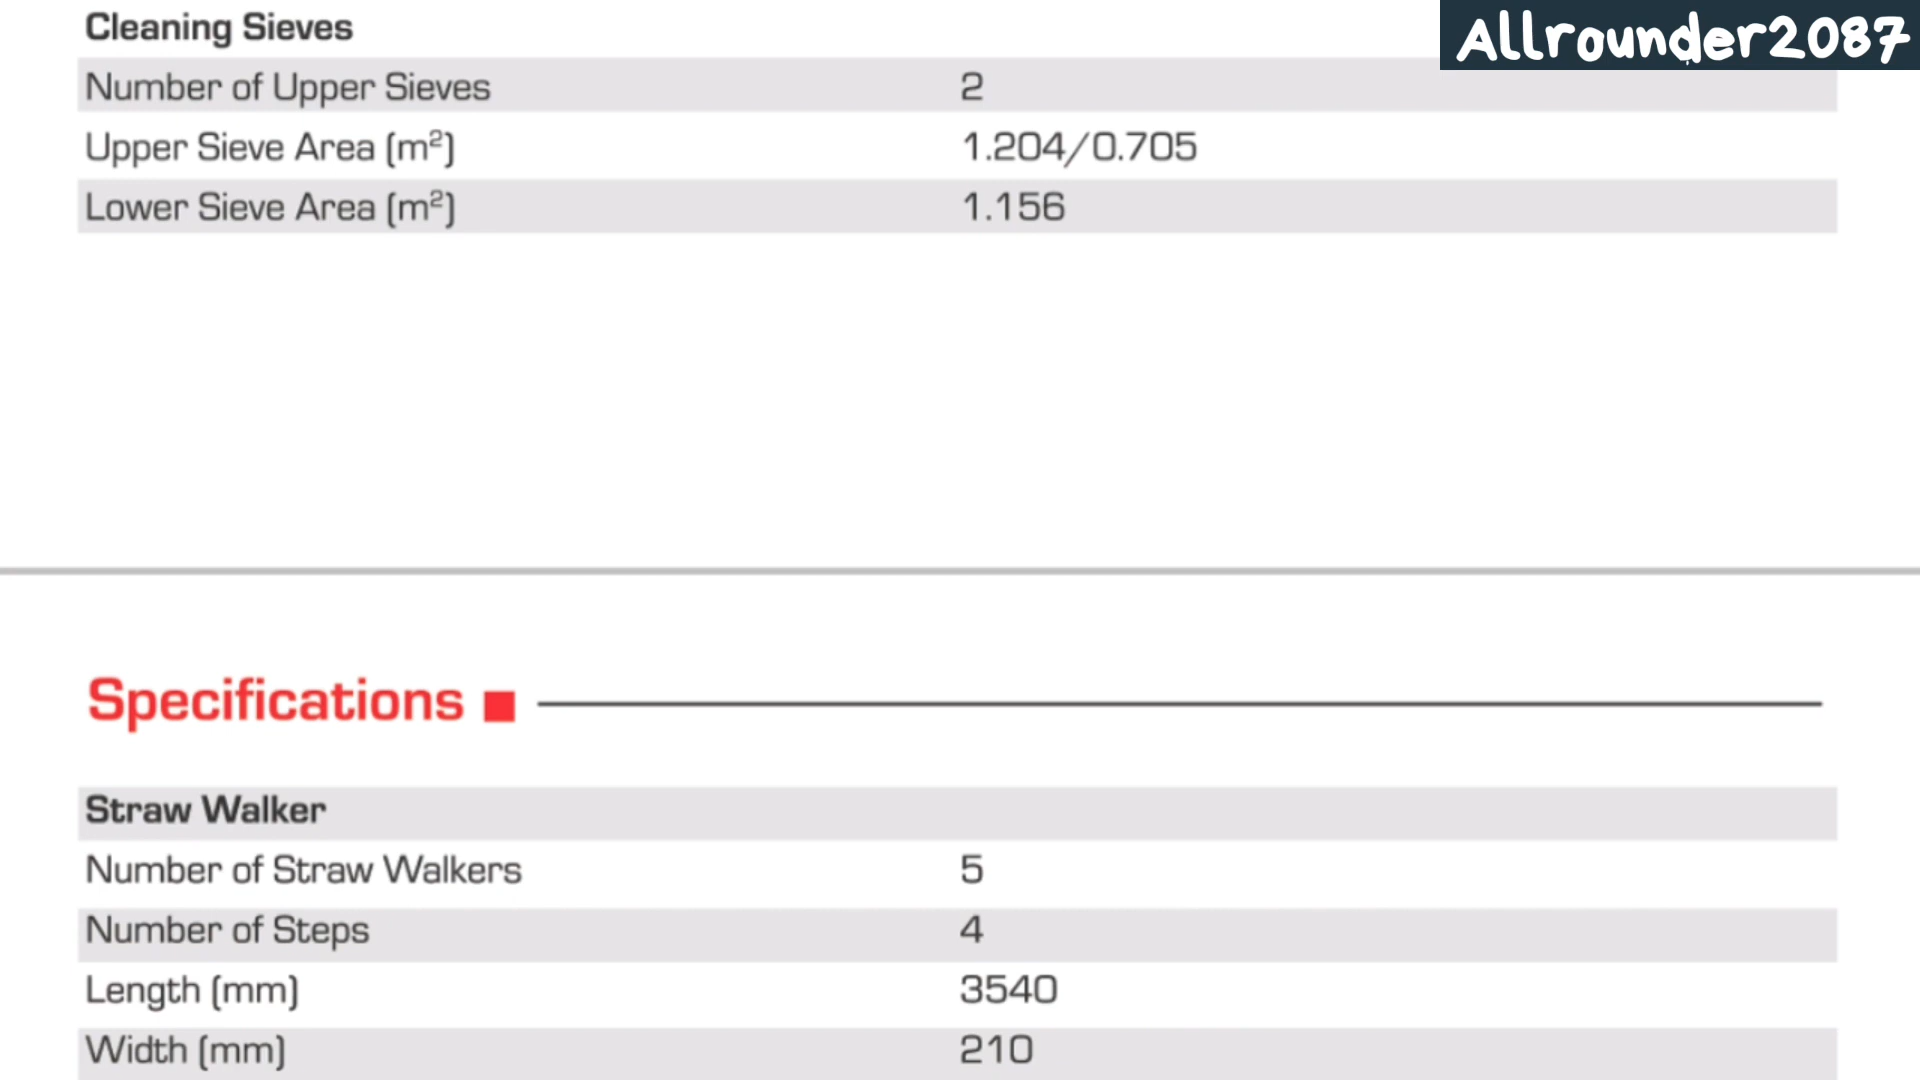 Allrounder2087
Cleaning Sieves
Number of Upper Sieves 2
Upper Sieve Area (m²) 1.204/0.705
Lower Sieve Area (m²) 1.156
Specifications
Straw Walker
Number of Straw Walkers 5
Number of Steps 4
Length (mm) 3540
Width (mm) 210